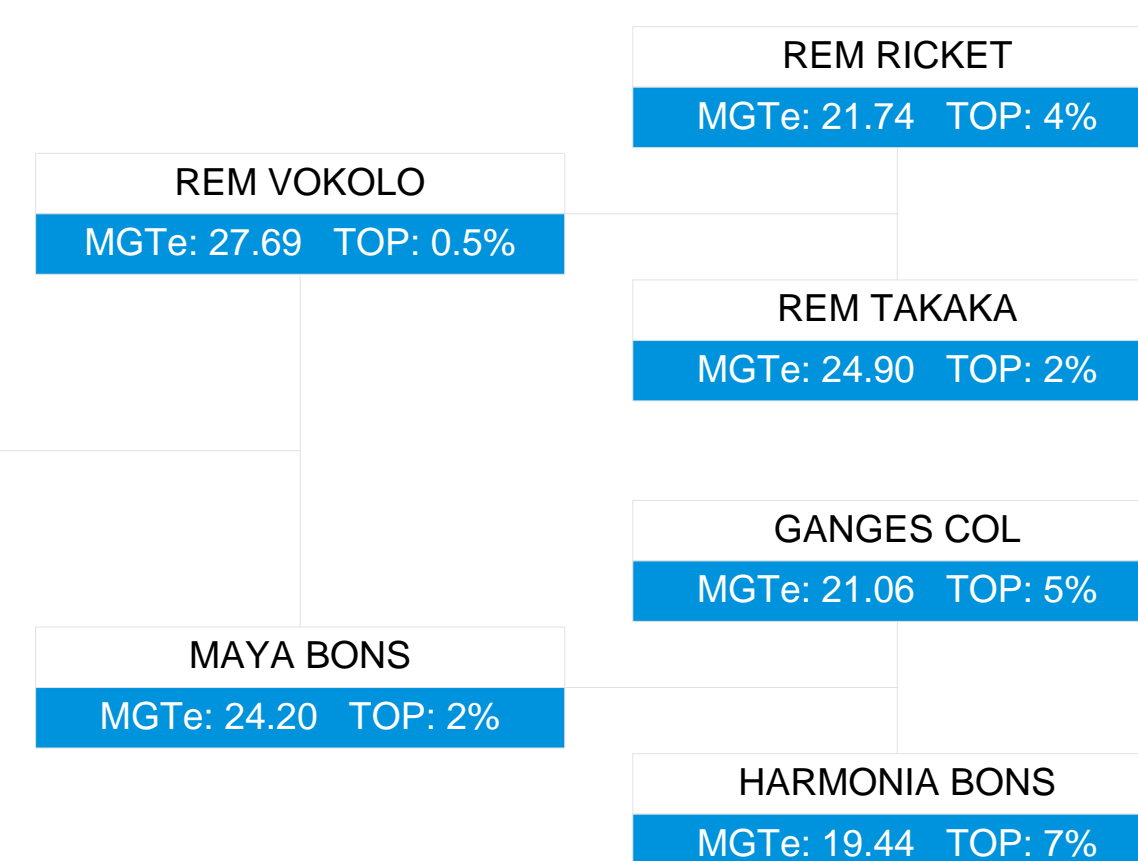 REM RICKET
MGTe: 21.74 TOP: 4%
REM VOKOLO
MGTe: 27.69 TOP: 0.5%
REM TAKAKA
MGTe: 24.90 TOP: 2%
GANGES COL
MGTe: 21.06 TOP: 5%
MAYA BONS
MGTe: 24.20 TOP: 2%
HARMONIA BONS
MGTe: 19.44 TOP: 7%